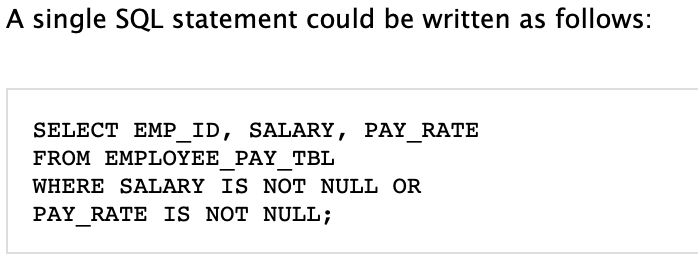 A single SQL statement could be written as follows:
SELECT EMP_ID, SALARY, PAY_RATE
FROM EMPLOYEE_PAY_TBL
WHERE SALARY IS NOT NULL OR
PAY_RATE IS NOT NULL;